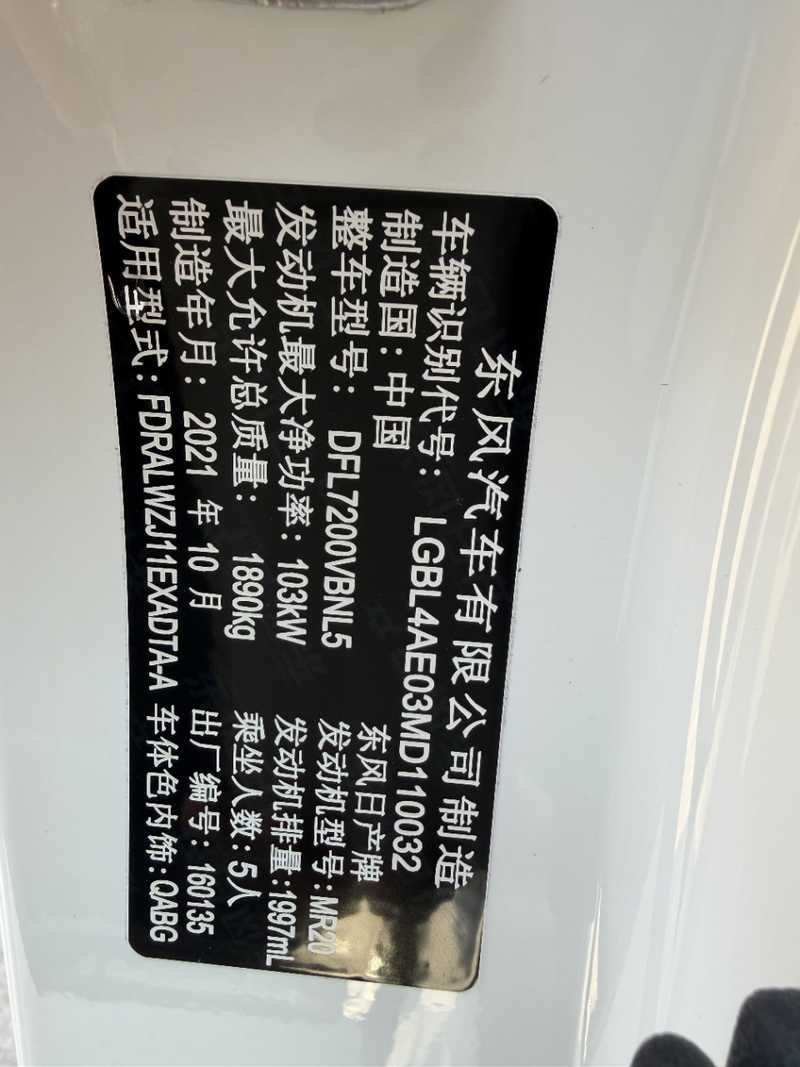 东风汽车有限公司制造
车辆识别代号：LGBL4AE03MD110032
制造国：中国 东风日产牌
整车型号：DFL7200VBNL5 发动机型号：MR20
发动机最大净功率：103kW 发动机排量：1997mL
最大允许总质量：1890kg 乘坐人数：5人
制造年月：2021 年 10 月 出厂编号：160135
适用型式：FDRALWZJ11EXADTA-A 车体色内饰：QABG